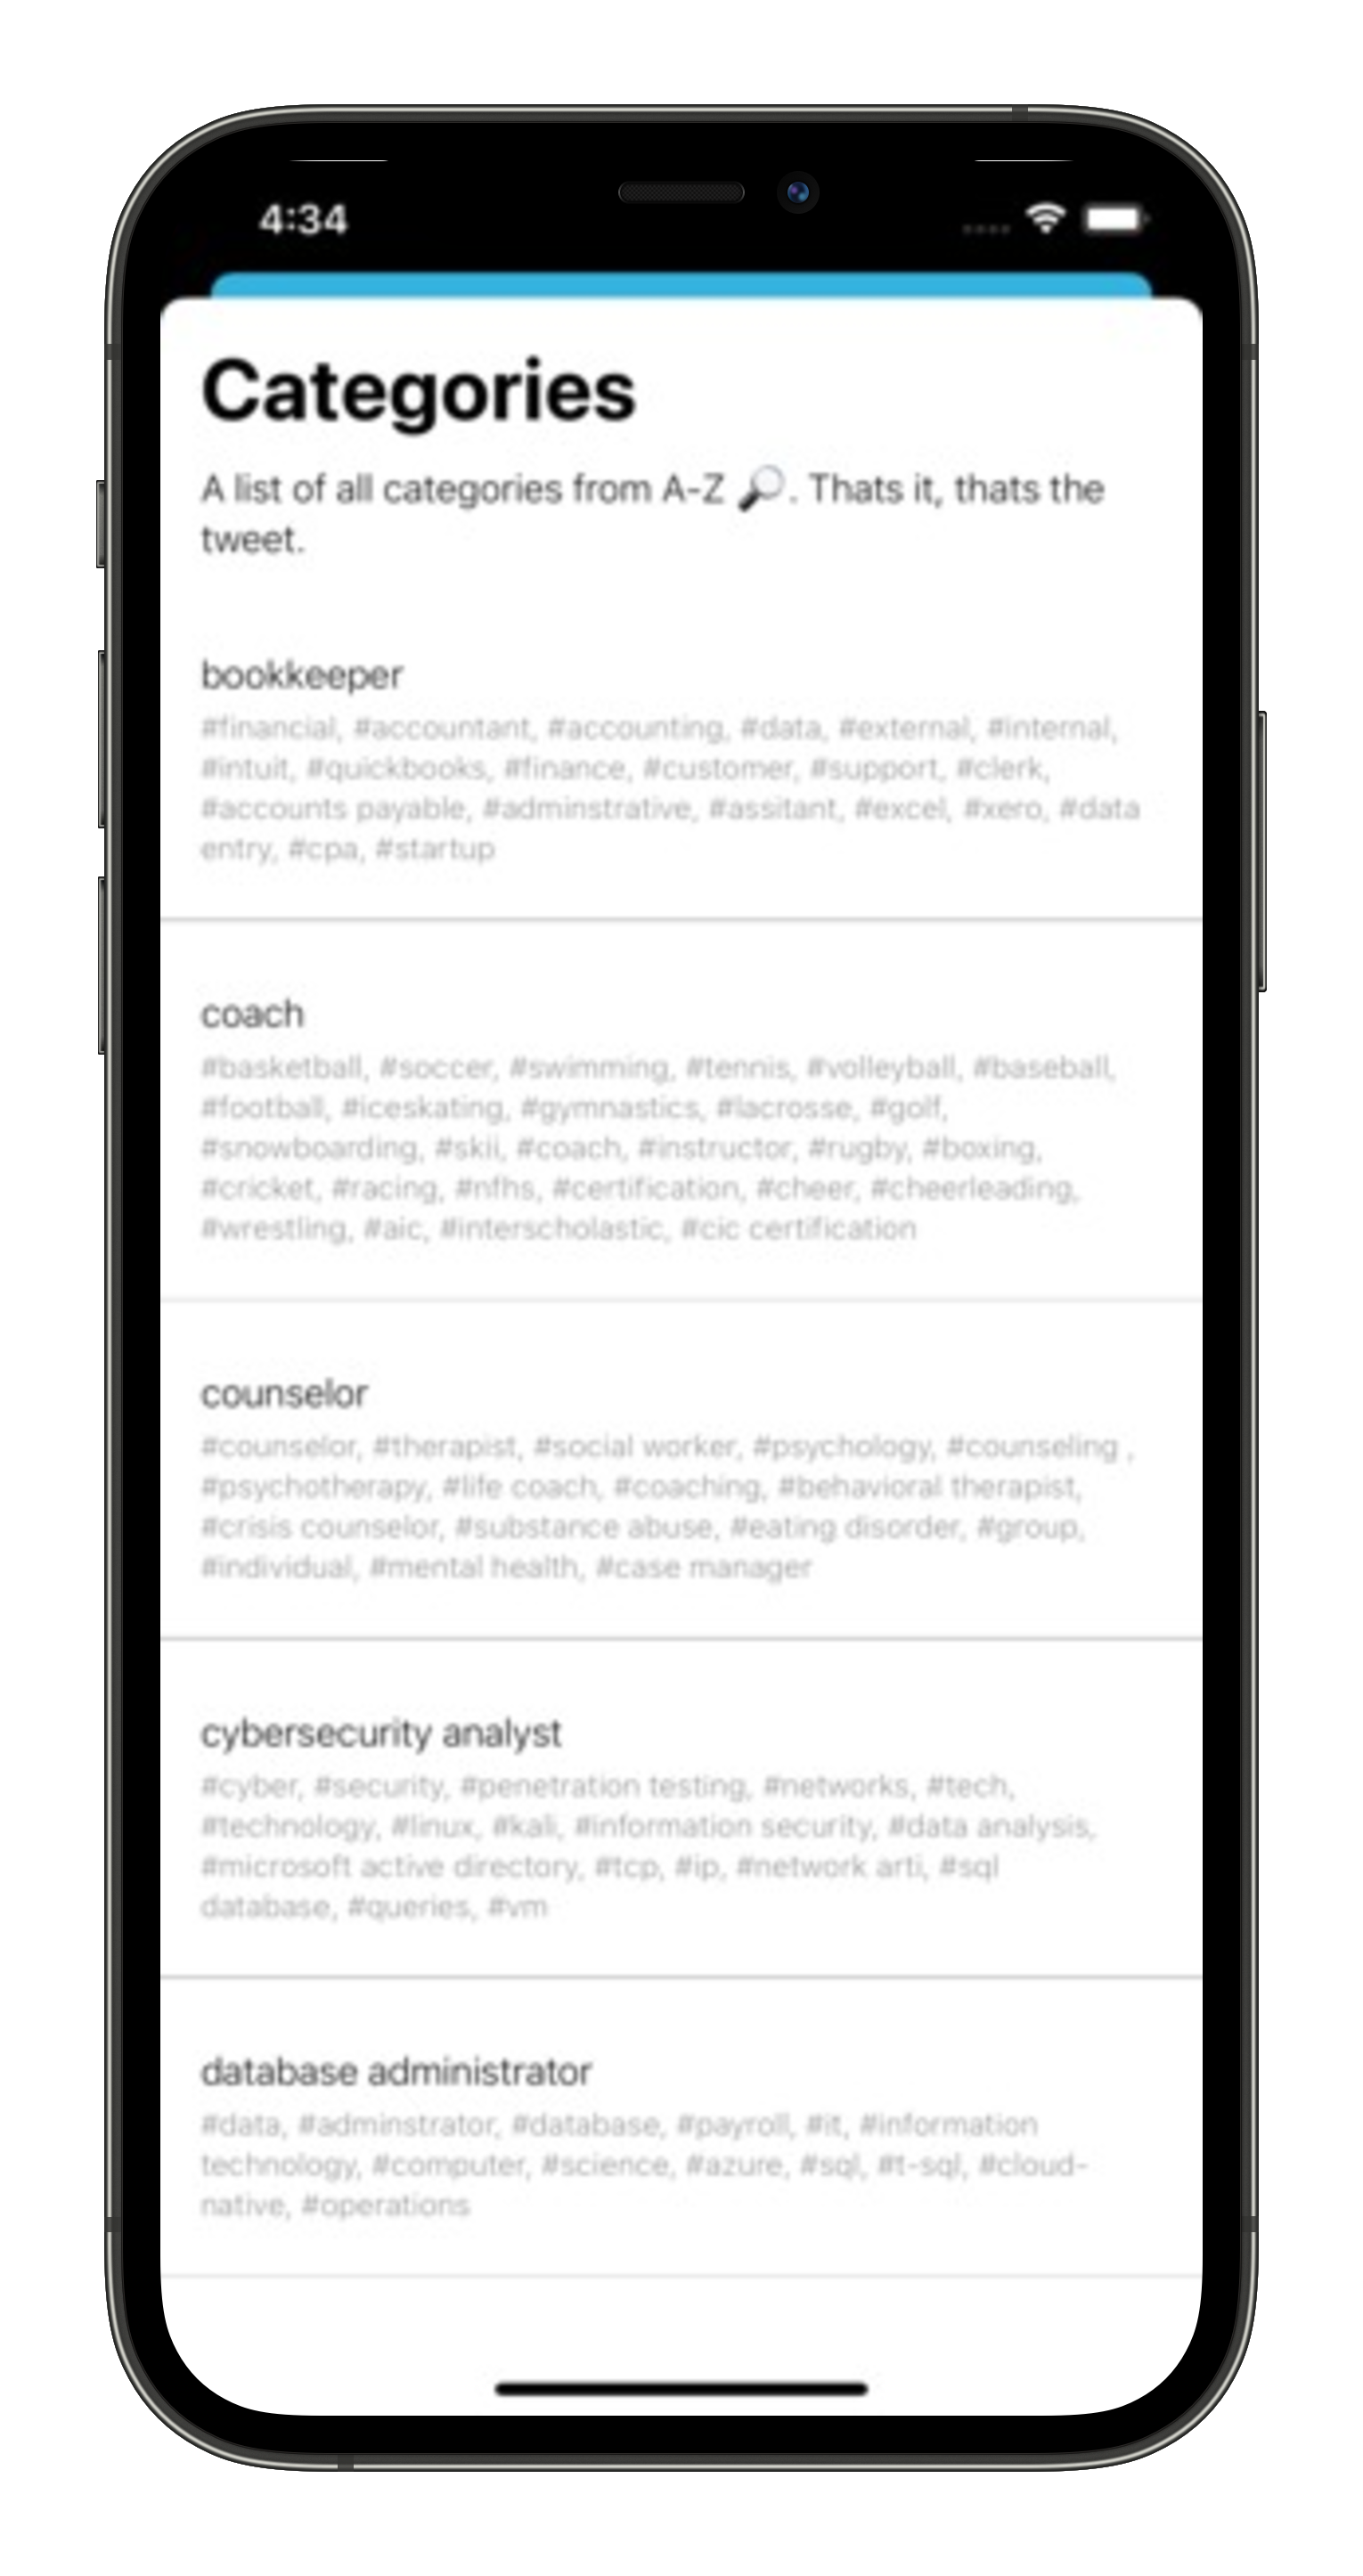 4:34
Categories
A list of all categories from A-Z 🔎. Thats it, thats the
tweet.
bookkeeper
#financial, #accountant, #accounting, #data, #external, #internal,
#intuit, #quickbooks, #finance, #customer, #support, #clerk,
#accounts payable, #adminstrative, #assitant, #excel, #xero, #data
entry, #cpa, #startup
coach
#basketball, #soccer, #swimming, #tennis, #volleyball, #baseball,
#football, #iceskating, #gymnastics, #lacrosse, #golf,
#snowboarding, #skii, #coach, #instructor, #rugby, #boxing,
#cricket, #racing, #nfhs, #certification, #cheer, #cheerleading,
#wrestling, #aic, #interscholastic, #cic certification
counselor
#counselor, #therapist, #social worker, #psychology, #counseling ,
#psychotherapy, #life coach, #coaching, #behavioral therapist,
#crisis counselor, #substance abuse, #eating disorder, #group,
#individual, #mental health, #case manager
cybersecurity analyst
#cyber, #security, #penetration testing, #networks, #tech,
#technology, #linux, #kali, #information security, #data analysis,
#microsoft active directory, #tcp, #ip, #network arti, #sql
database, #queries, #vm
database administrator
#data, #adminstrator, #database, #payroll, #it, #information
technology, #computer, #science, #azure, #sql, #t-sql, #cloud-
native, #operations